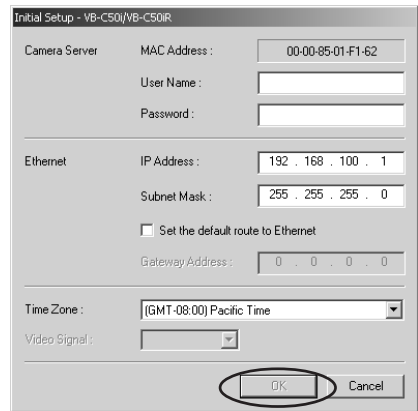 Initial Setup - VB-C50i/VB-C50iR
Camera Server MAC Address : 00-00-85-01-F1-62
User Name :
Password :
Ethernet IP Address : 192 . 168 . 100 . 1
Subnet Mask : 255 . 255 . 255 . 0
Set the default route to Ethernet
Gateway Address : 0 . 0 . 0 . 0
Time Zone : (GMT-08:00) Pacific Time
Video Signal :
OK Cancel